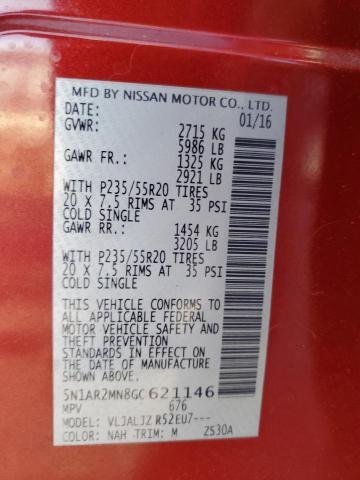 MFD BY NISSAN MOTOR CO., LTD.
DATE: 01/16
GVWR: 2715 KG
5986 LB
GAWR FR: 1325 KG
2921 LB
WITH P235/55R20 TIRES
20 X 7.5 RIMS AT 35 PSI
COLD SINGLE
GAWR RR.: 1454 KG
3205 LB
WITH P235/55R20 TIRES
20 X 7.5 RIMS AT 35 PSI
COLD SINGLE
THIS VEHICLE CONFORMS TO
ALL APPLICABLE FEDERAL
MOTOR VEHICLE SAFETY AND
THEFT PREVENTION
STANDARDS IN EFFECT ON THE
DATE OF MANUFACTURE
SHOWN ABOVE.
5N1AR2MN8GC 621146
MPV 676
MODEL: VLJALJZ R52EU7---
COLOR: NAH TRIM: M Z530A